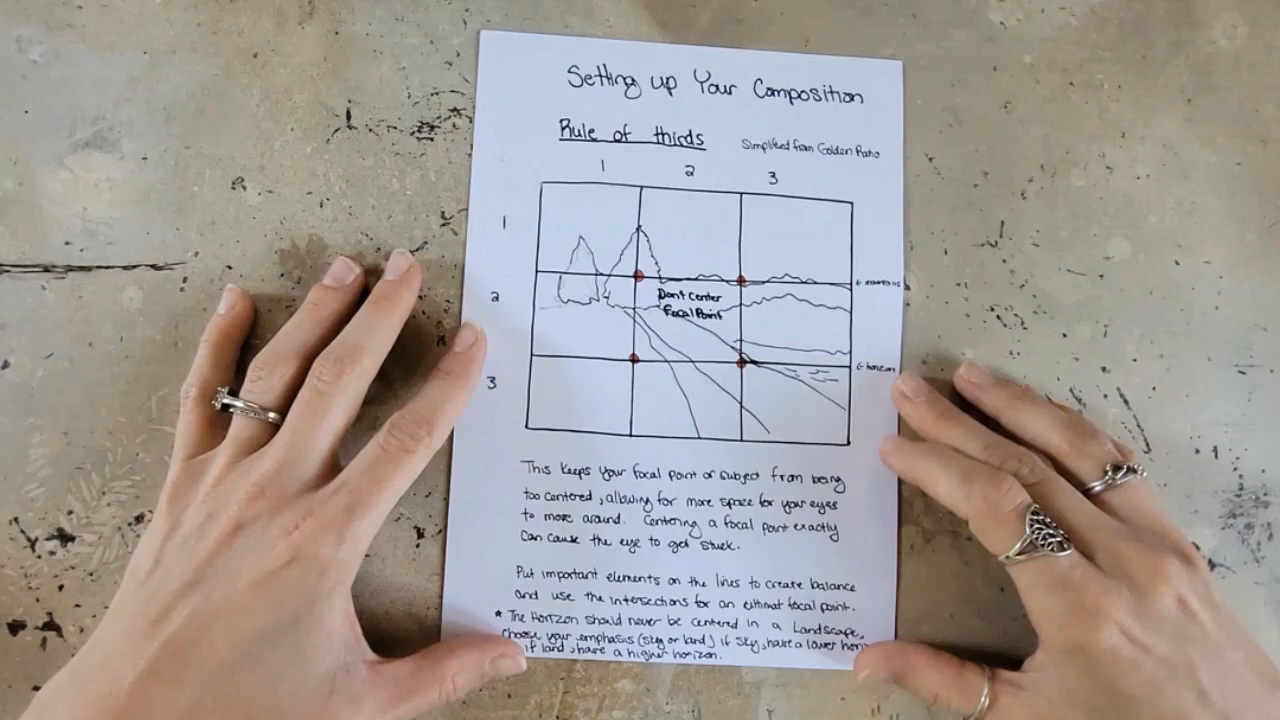 Setting up Your Composition
Rule of thirds
Simplified from Golden Ratio
1 2 3
1
2
3
Don't Center
Focal Point
← mountains
← horizon
This keeps your focal point or subject from being
too centered, allowing for more space for your eyes
to move around. Centering a focal point exactly
can cause the eye to get stuck.
Put important elements on the lines to create balance
and use the intersections for an ultimat focal point.
* The Horizon should never be centered in a Landscape,
choose your emphasis (sky or land) if sky, have a lower
if land, have a higher horizon.